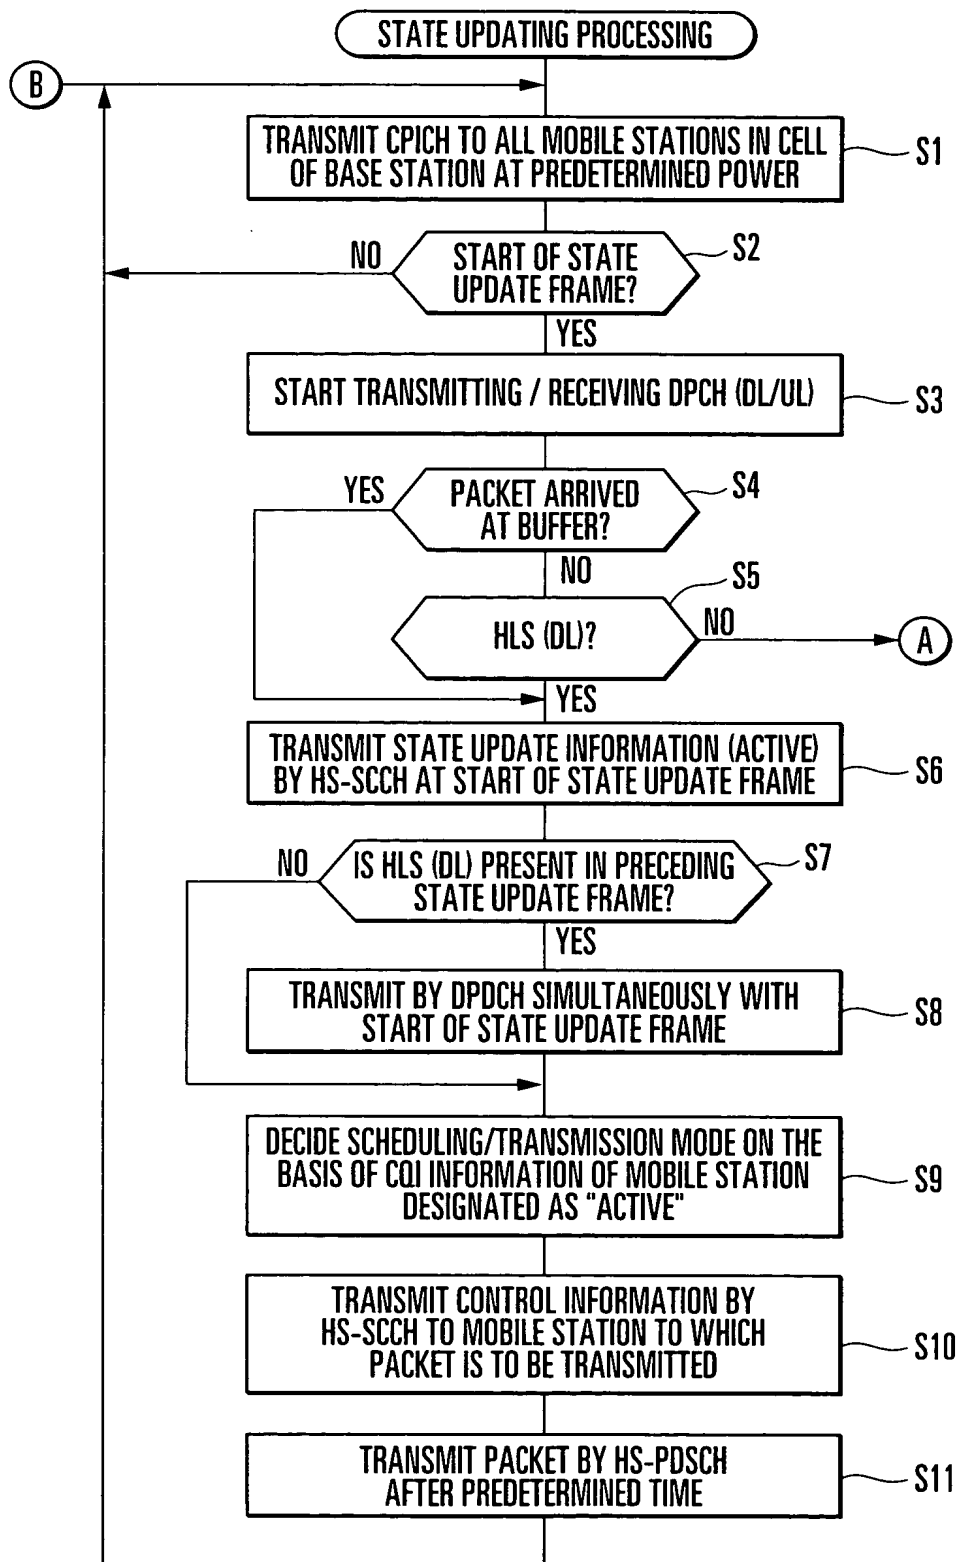 STATE UPDATING PROCESSING
B
TRANSMIT CPICH TO ALL MOBILE STATIONS IN CELL
OF BASE STATION AT PREDETERMINED POWER
S1
NO
START OF STATE
UPDATE FRAME?
S2
YES
START TRANSMITTING / RECEIVING DPCH (DL/UL)
S3
YES
PACKET ARRIVED
AT BUFFER?
S4
NO
S5
HLS (DL)?
NO
A
YES
TRANSMIT STATE UPDATE INFORMATION (ACTIVE)
BY HS-SCCH AT START OF STATE UPDATE FRAME
S6
NO
IS HLS (DL) PRESENT IN PRECEDING
STATE UPDATE FRAME?
S7
YES
TRANSMIT BY DPDCH SIMULTANEOUSLY WITH
START OF STATE UPDATE FRAME
S8
DECIDE SCHEDULING/TRANSMISSION MODE ON THE
BASIS OF CQI INFORMATION OF MOBILE STATION
DESIGNATED AS "ACTIVE"
S9
TRANSMIT CONTROL INFORMATION BY
HS-SCCH TO MOBILE STATION TO WHICH
PACKET IS TO BE TRANSMITTED
S10
TRANSMIT PACKET BY HS-PDSCH
AFTER PREDETERMINED TIME
S11